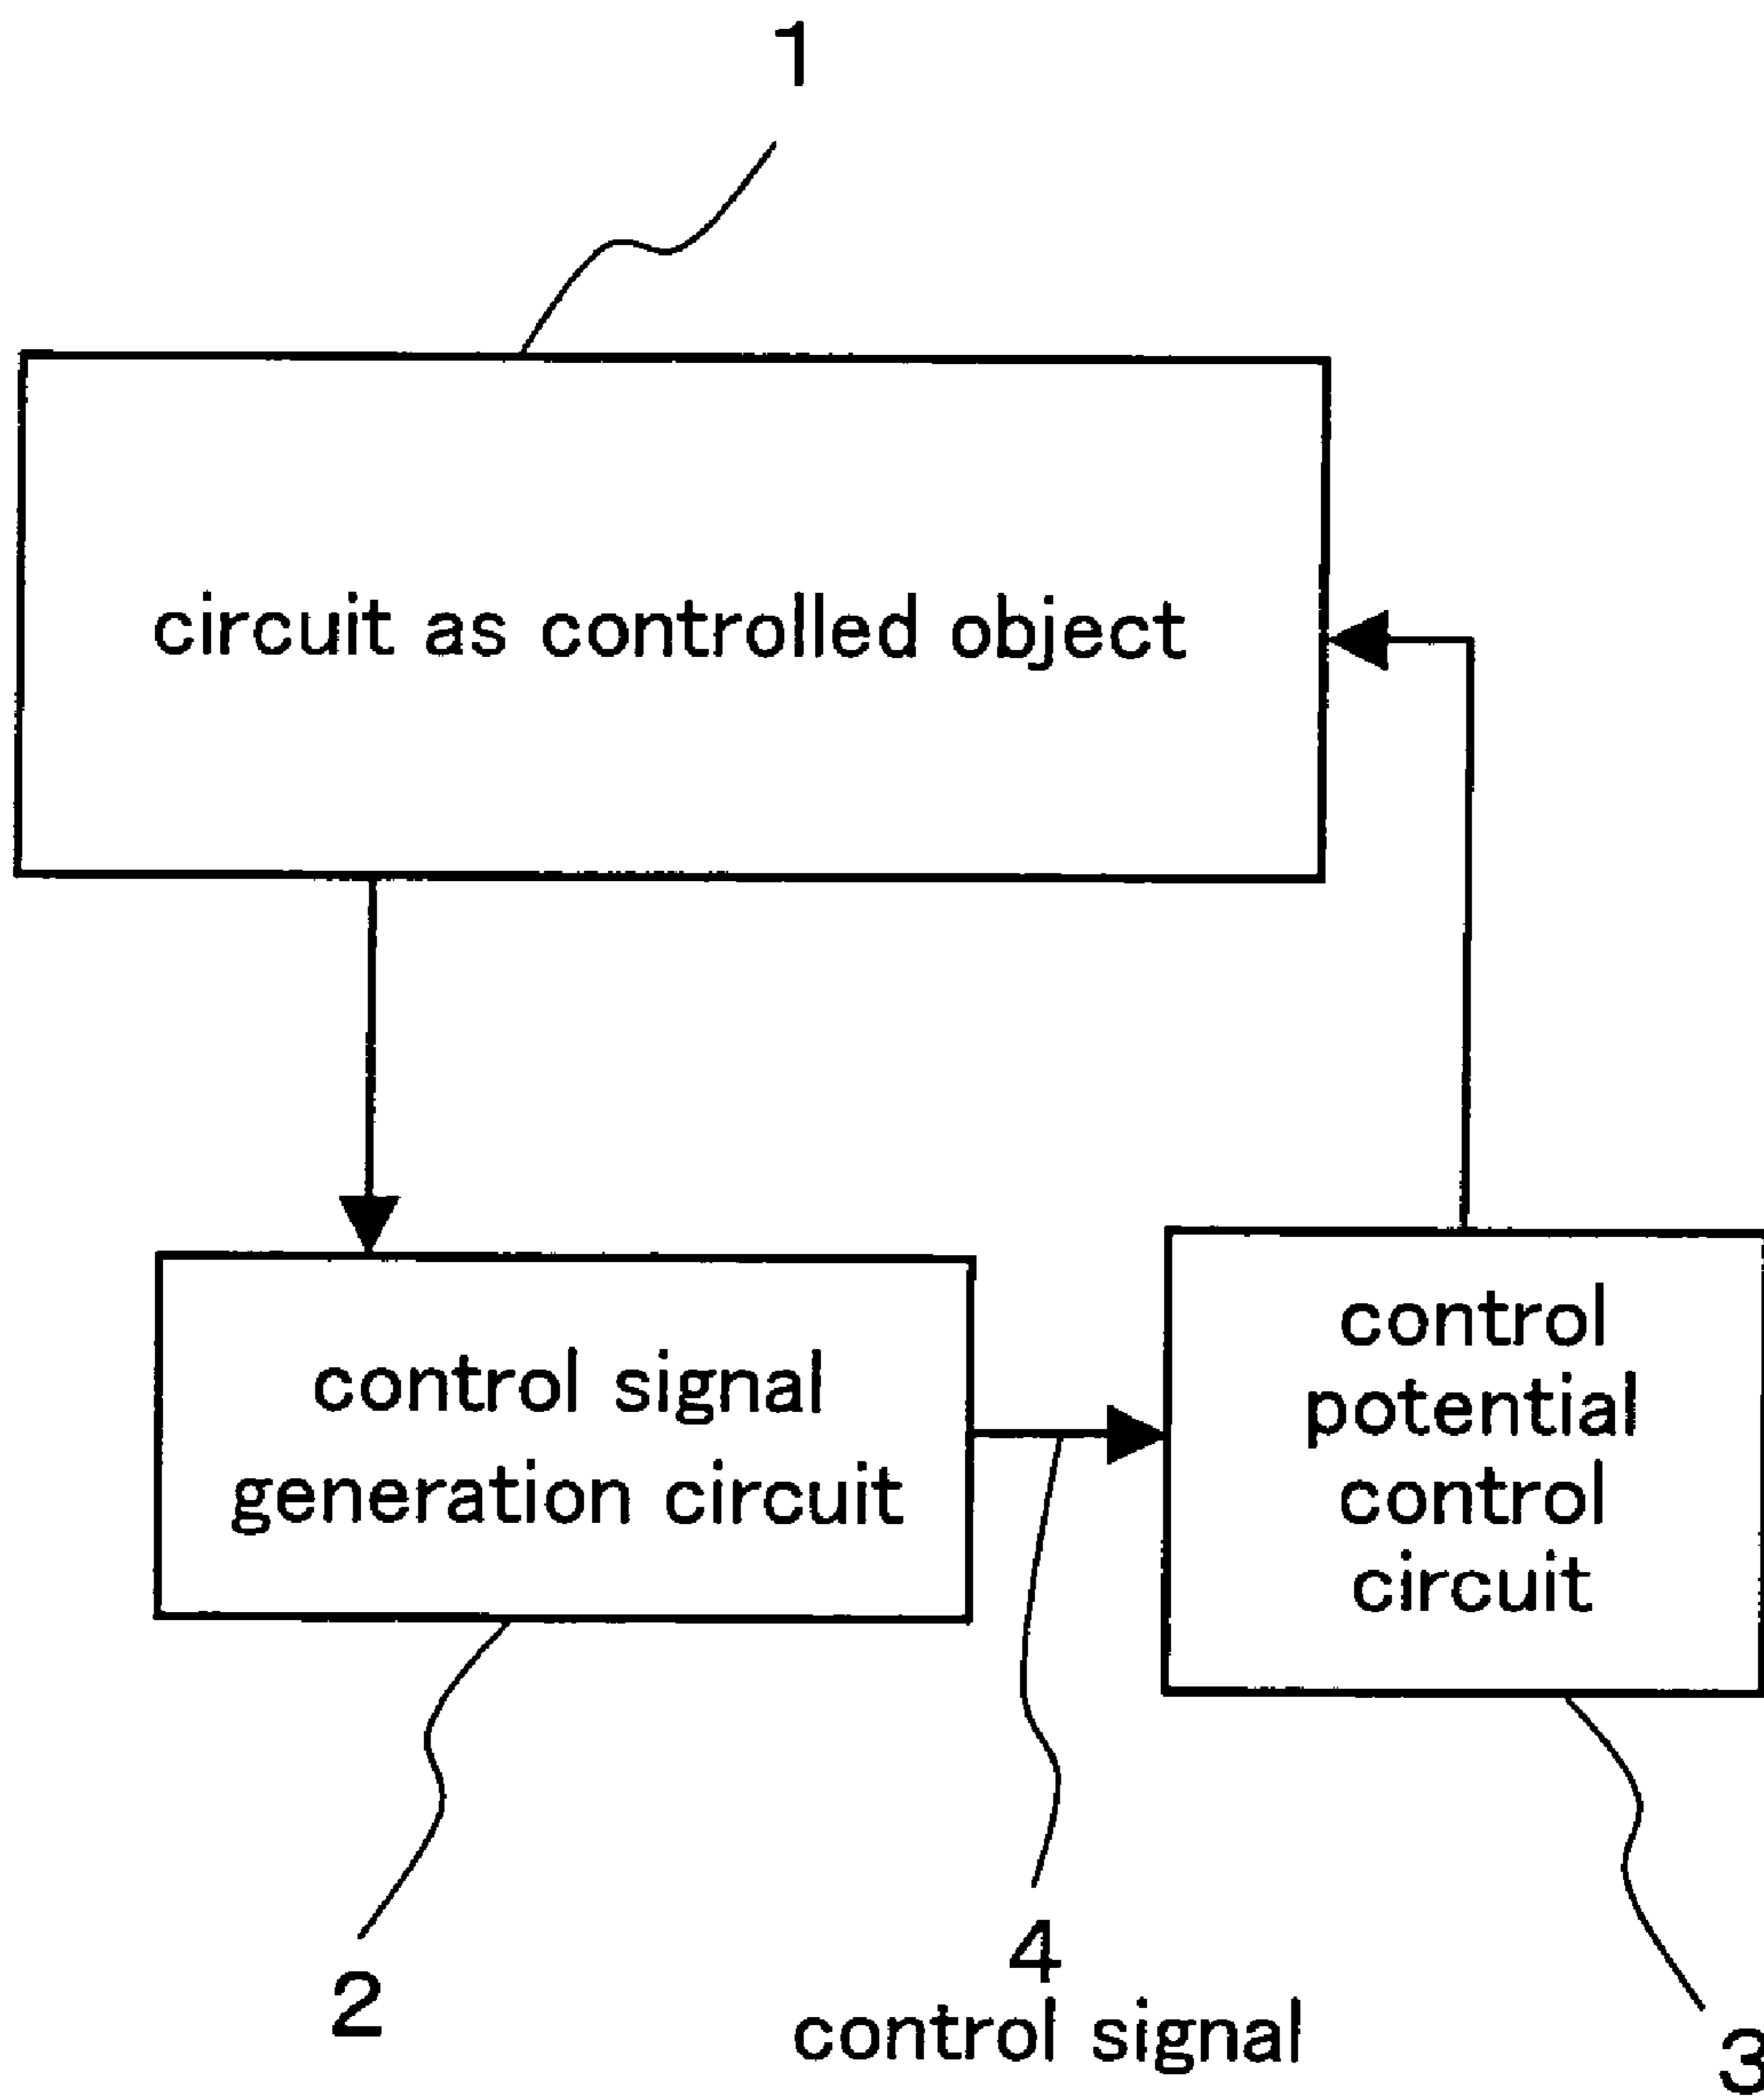 1
circuit as controlled object
control signal
generation circuit
control
potential
control
circuit
2
4
control signal
3